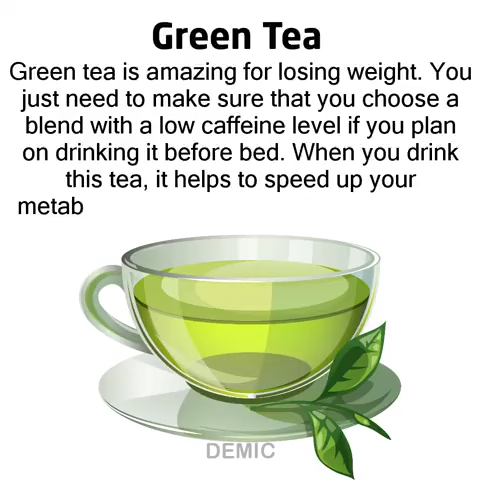 Green Tea
Green tea is amazing for losing weight. You
just need to make sure that you choose a
blend with a low caffeine level if you plan
on drinking it before bed. When you drink
this tea, it helps to speed up your
metab
DEMIC